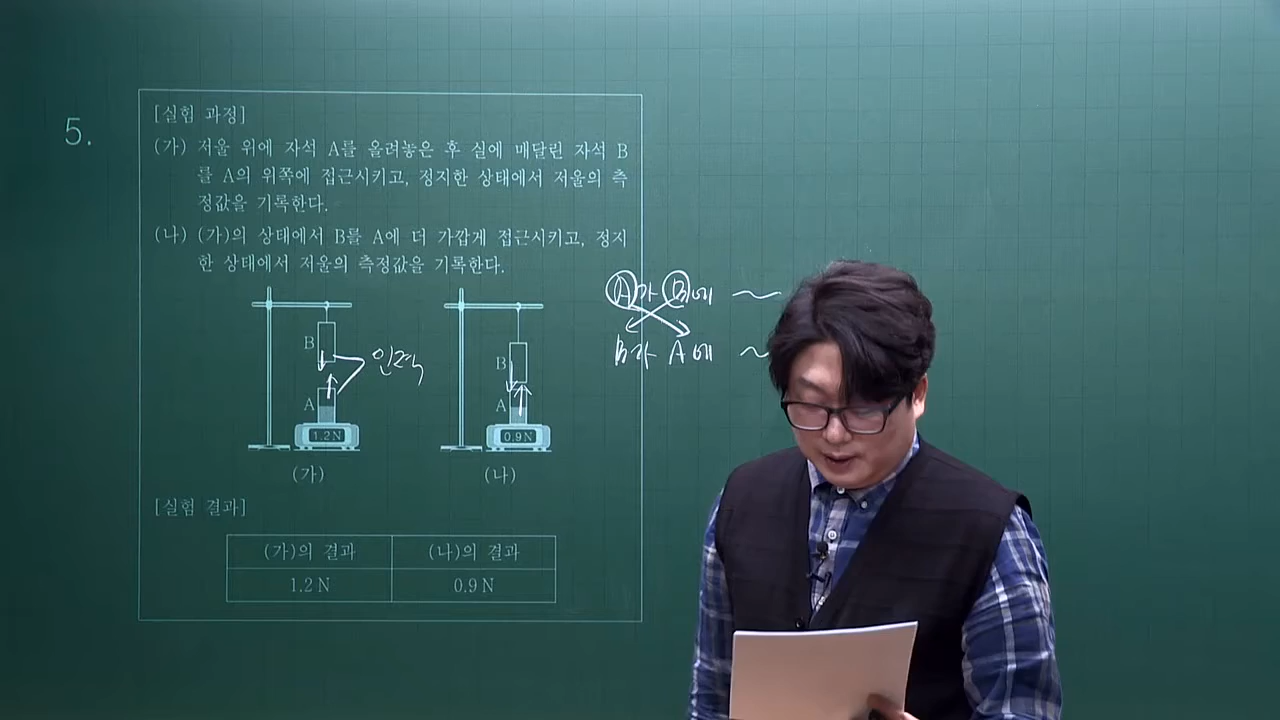 5.
[실험 과정]
(가) 저울 위에 자석 A를 올려놓은 후 실에 매달린 자석 B
를 A의 위쪽에 접근시키고, 정지한 상태에서 저울의 측
정값을 기록한다.
(나) (가)의 상태에서 B를 A에 더 가깝게 접근시키고, 정지
한 상태에서 저울의 측정값을 기록한다.
A가 B에 ~
B가 A에 ~
B
인력
A
1.2N
(가)
B
A
0.9N
(나)
[실험 결과]
(가)의 결과 (나)의 결과
1.2 N 0.9 N